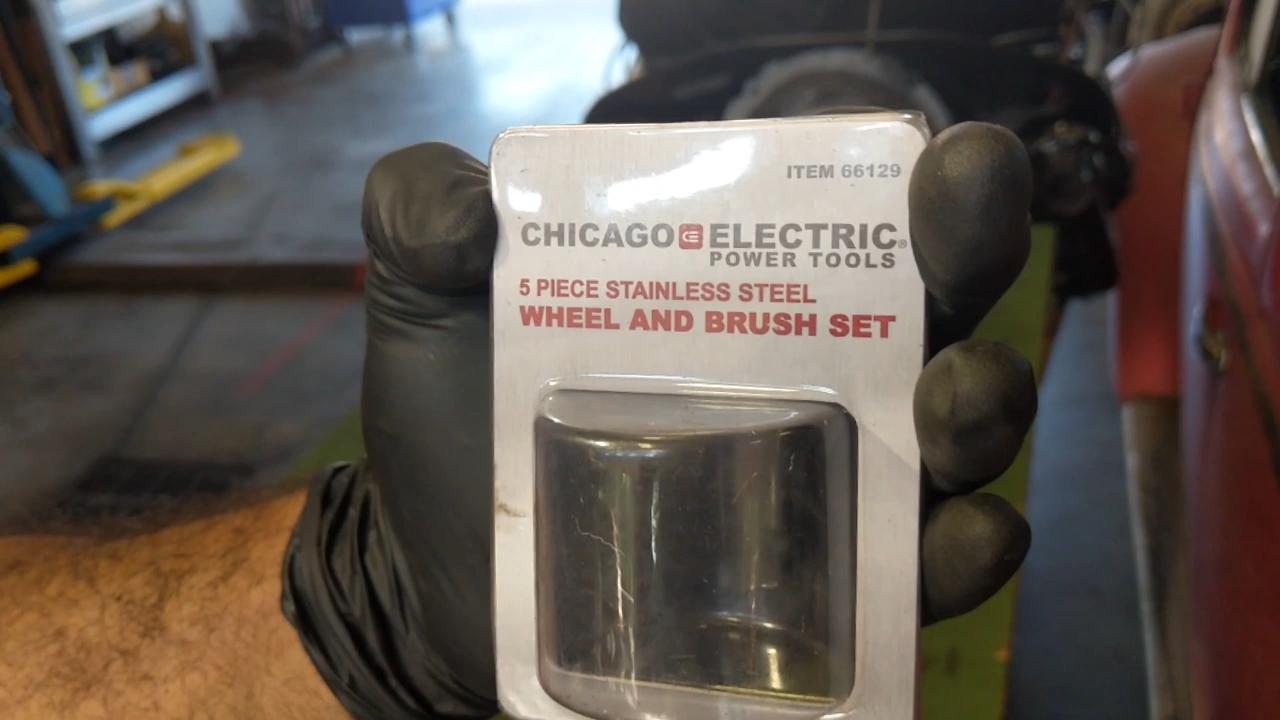 ITEM 66129
CHICAGO ELECTRIC®
POWER TOOLS
5 PIECE STAINLESS STEEL
WHEEL AND BRUSH SET